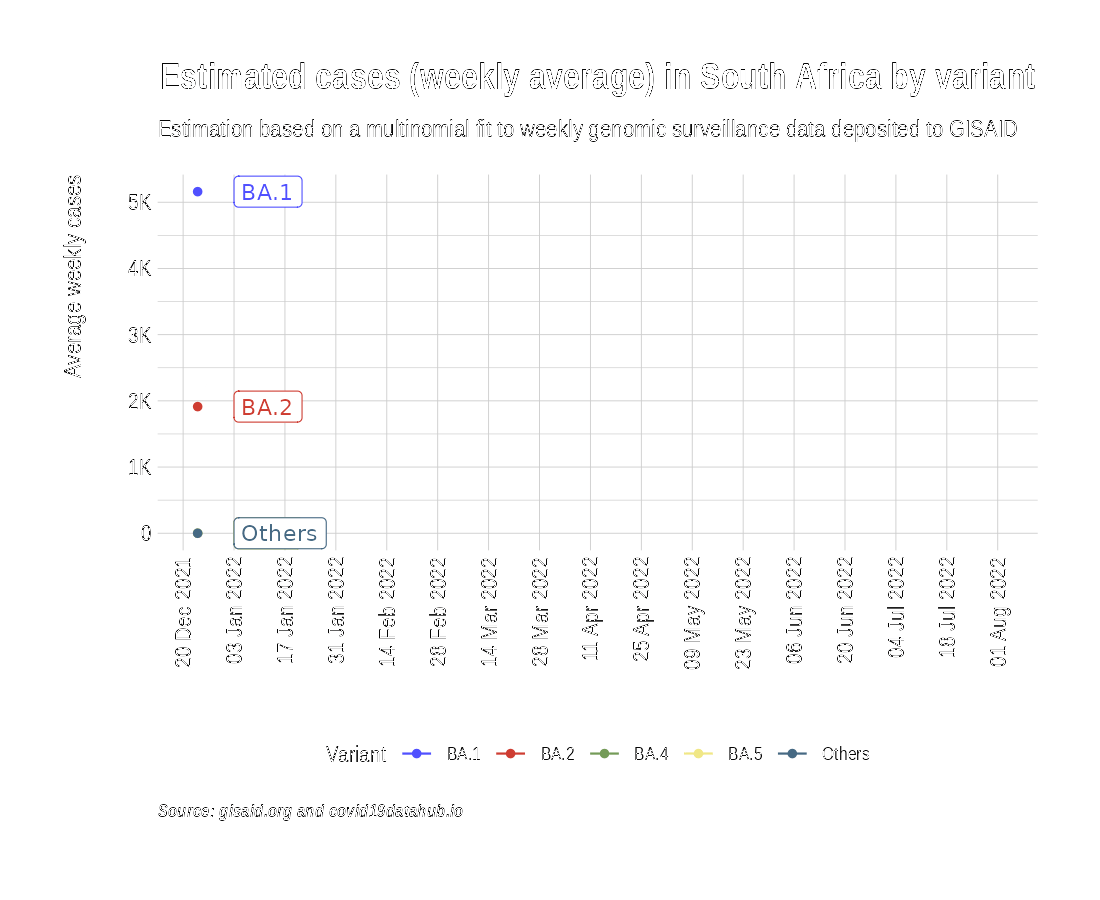 Estimated cases (weekly average) in South Africa by variant
Estimation based on a multinomial fit to weekly genomic surveillance data deposited to GISAID
Average weekly cases
5K
4K
3K
2K
1K
0
BA.1
BA.2
Others
20 Dec 2021
03 Jan 2022
17 Jan 2022
31 Jan 2022
14 Feb 2022
28 Feb 2022
14 Mar 2022
28 Mar 2022
11 Apr 2022
25 Apr 2022
09 May 2022
23 May 2022
06 Jun 2022
20 Jun 2022
04 Jul 2022
18 Jul 2022
01 Aug 2022
Variant BA.1 BA.2 BA.4 BA.5 Others
Source: gisaid.org and covid19datahub.io